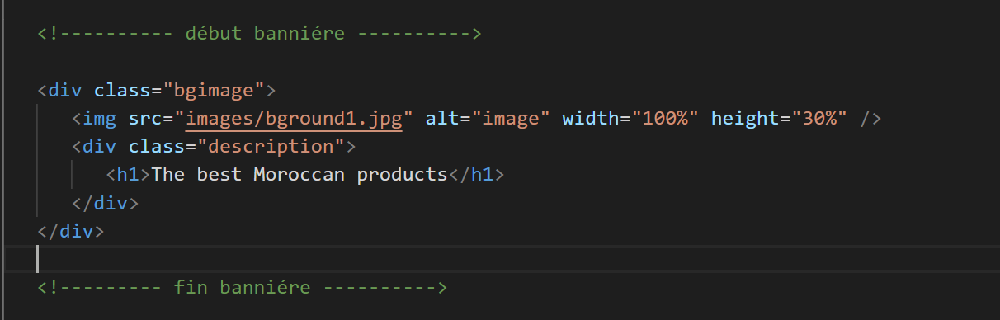 <!---------- début banniére ---------->
<div class="bgimage">
<img src="images/bground1.jpg" alt="image" width="100%" height="30%" />
<div class="description">
<h1>The best Moroccan products</h1>
</div>
</div>
<!--------- fin banniére ---------->